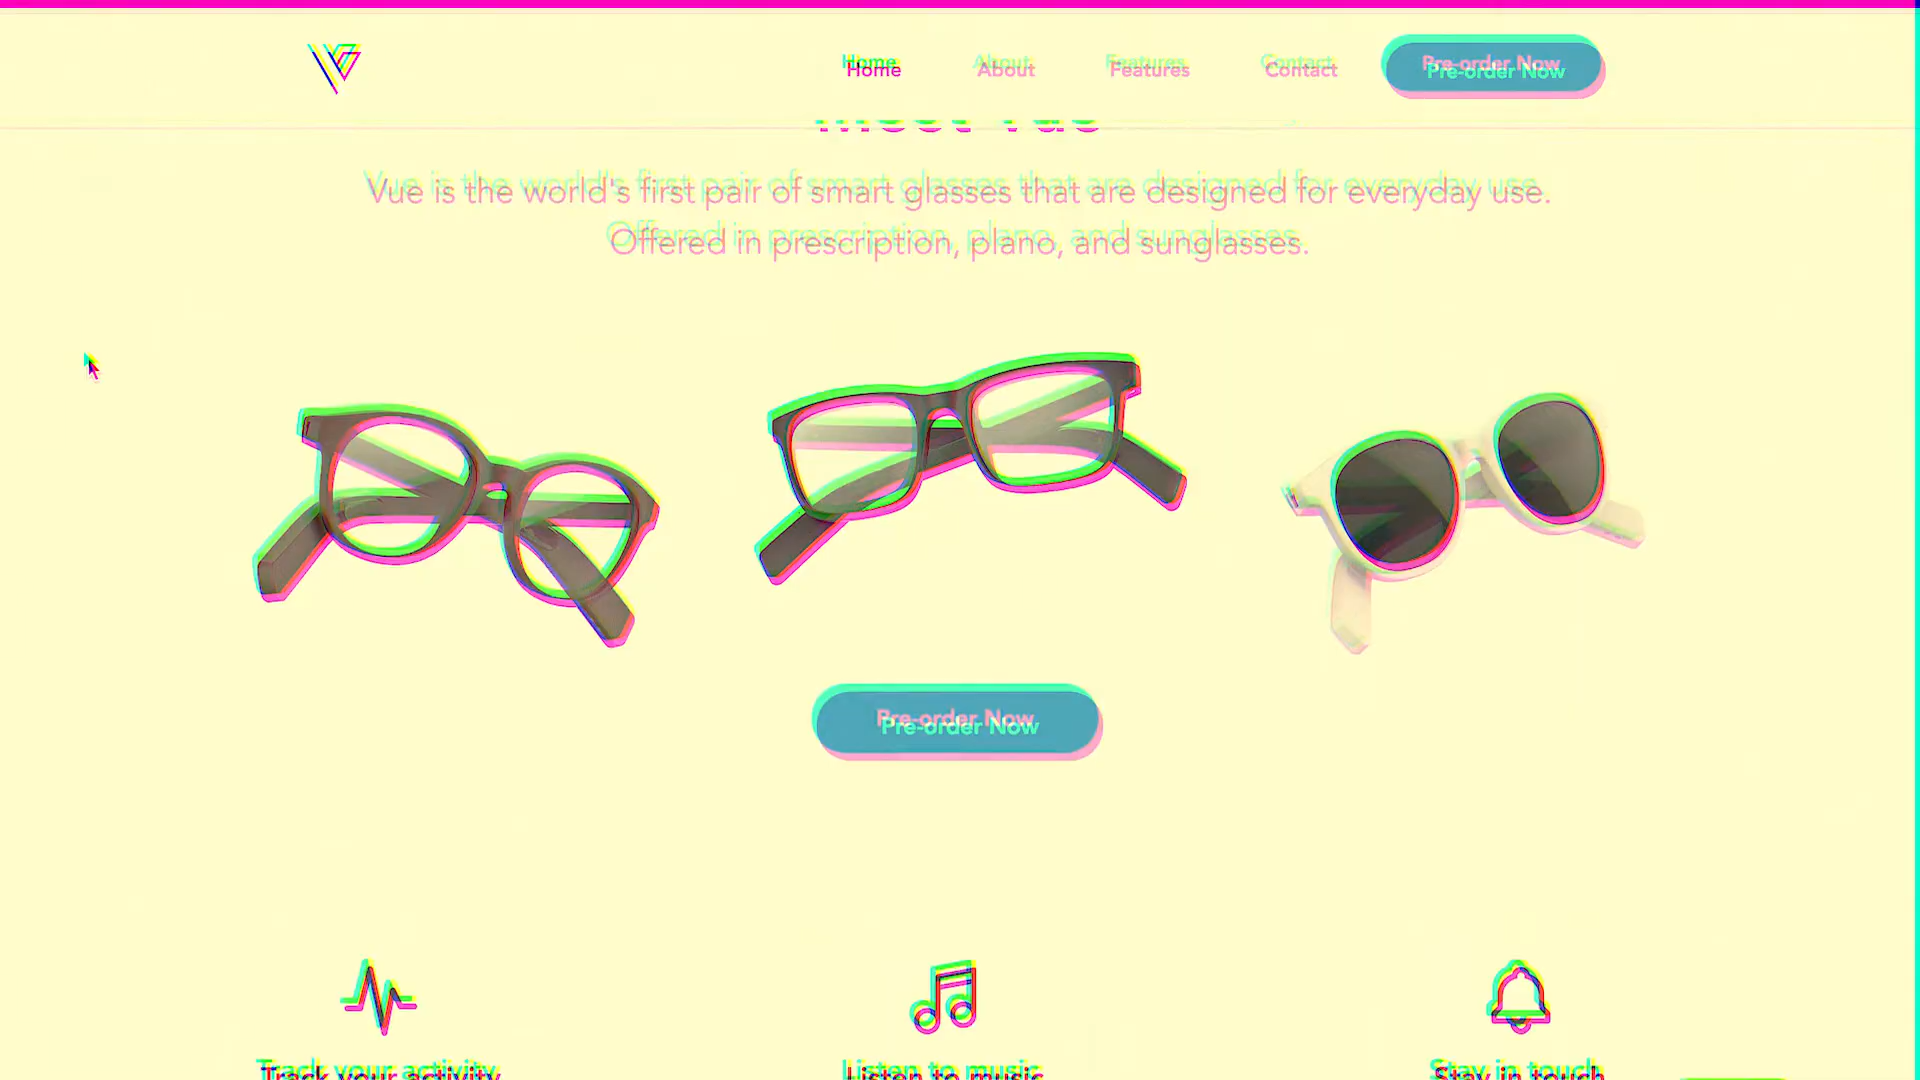 Home About Features Contact Pre-order Now
Meet Vue
Vue is the world's first pair of smart glasses that are designed for everyday use.
Offered in prescription, plano, and sunglasses.
Pre-order Now
Track your activity Listen to music Stay in touch